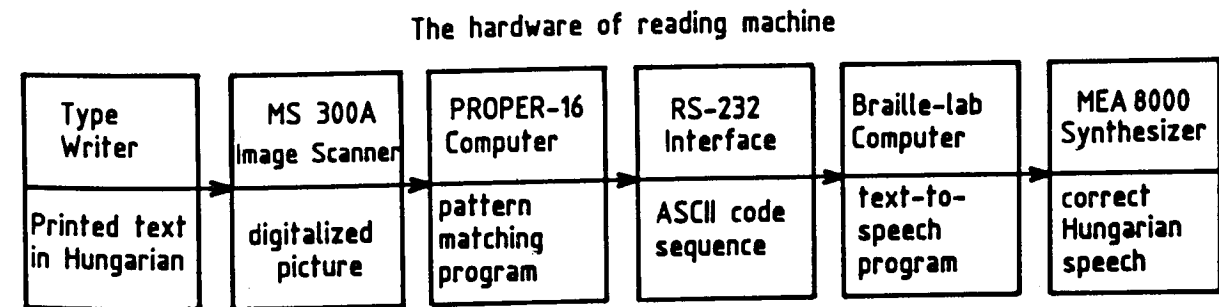 The hardware of reading machine
Type
Writer
Printed text
in Hungarian
MS 300A
Image Scanner
digitalized
picture
PROPER-16
Computer
pattern
matching
program
RS-232
Interface
ASCII code
sequence
Braille-lab
Computer
text-to-
speech
program
MEA 8000
Synthesizer
correct
Hungarian
speech